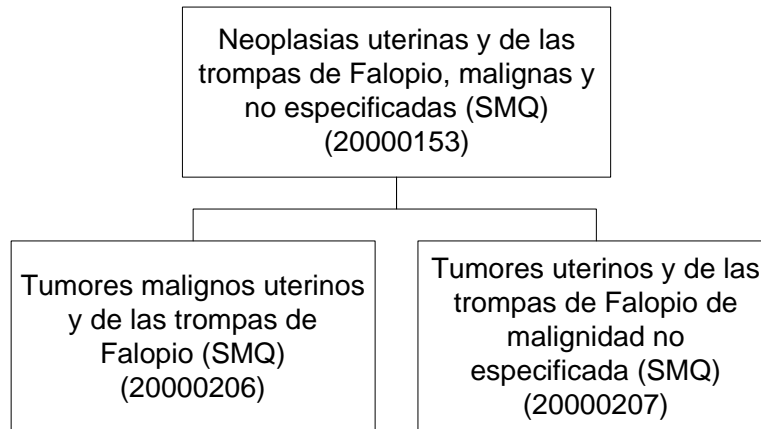 Neoplasias uterinas y de las
trompas de Falopio, malignas y
no especificadas (SMQ)
(20000153)
Tumores malignos uterinos
y de las trompas de
Falopio (SMQ)
(20000206)
Tumores uterinos y de las
trompas de Falopio de
malignidad no
especificada (SMQ)
(20000207)